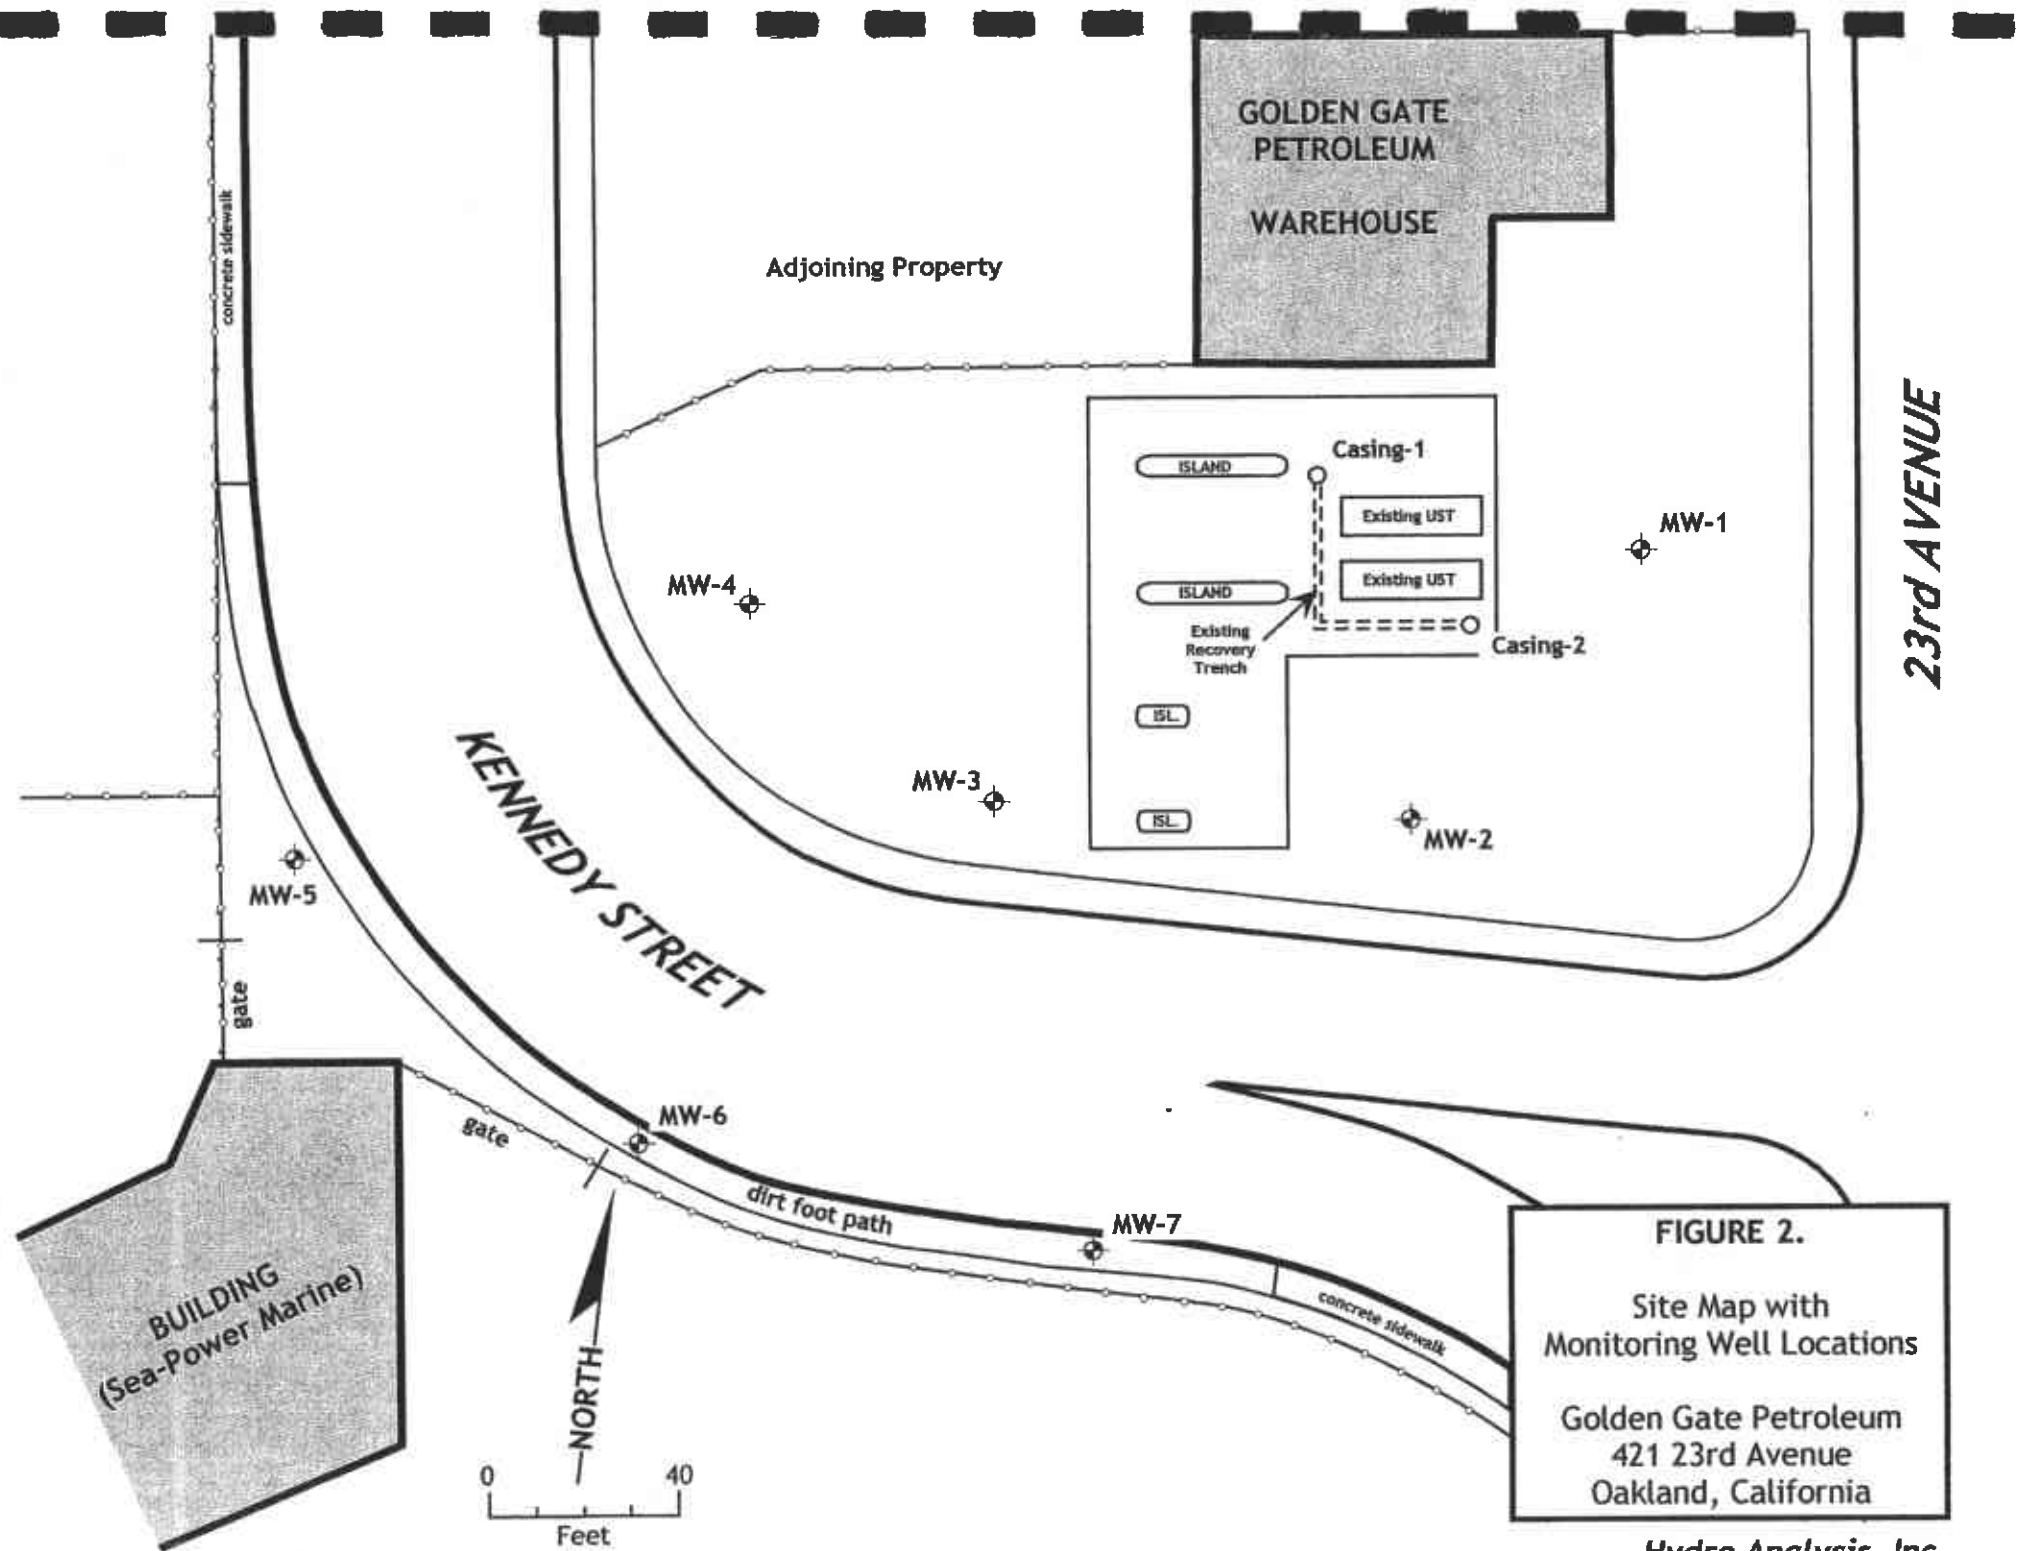 GOLDEN GATE
PETROLEUM
WAREHOUSE
concrete sidewalk
Adjoining Property
23rd AVENUE
Casing-1
ISLAND
Existing UST
MW-1
Existing UST
MW-4
ISLAND
Existing
Recovery
Trench
Casing-2
ISL.
KENNEDY STREET
MW-3
ISL.
MW-2
MW-5
gate
MW-6
gate
dirt foot path
MW-7
concrete sidewalk
BUILDING
(Sea-Power Marine)
NORTH
0 40
Feet
FIGURE 2.
Site Map with
Monitoring Well Locations
Golden Gate Petroleum
421 23rd Avenue
Oakland, California
Hydro Analysis, Inc.